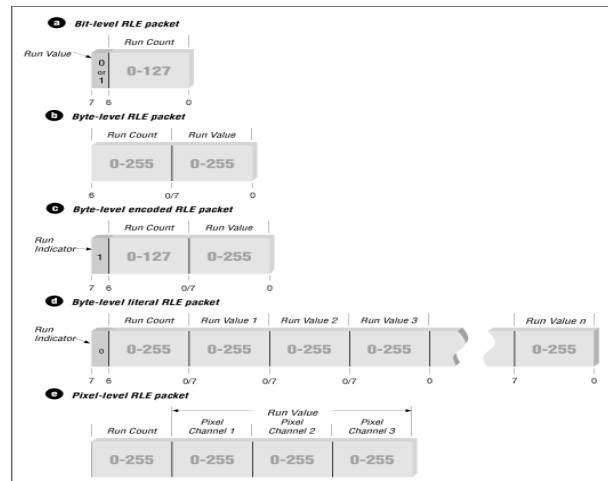 a Bit-level RLE packet
Run Count
Run Value
0 or 1
0-127
7 6 0
b Byte-level RLE packet
Run Count Run Value
0-255 0-255
6 0/7 0
c Byte-level encoded RLE packet
Run Count Run Value
Run Indicator
1 0-127 0-255
7 6 0/7 0
d Byte-level literal RLE packet
Run Count Run Value 1 Run Value 2 Run Value 3 Run Value n
Run Indicator
0 0-255 0-255 0-255 0-255 0-255
7 6 0/7 0/7 0/7 0 7 0
e Pixel-level RLE packet
Run Value
Run Count Pixel Channel 1 Pixel Channel 2 Pixel Channel 3
0-255 0-255 0-255 0-255